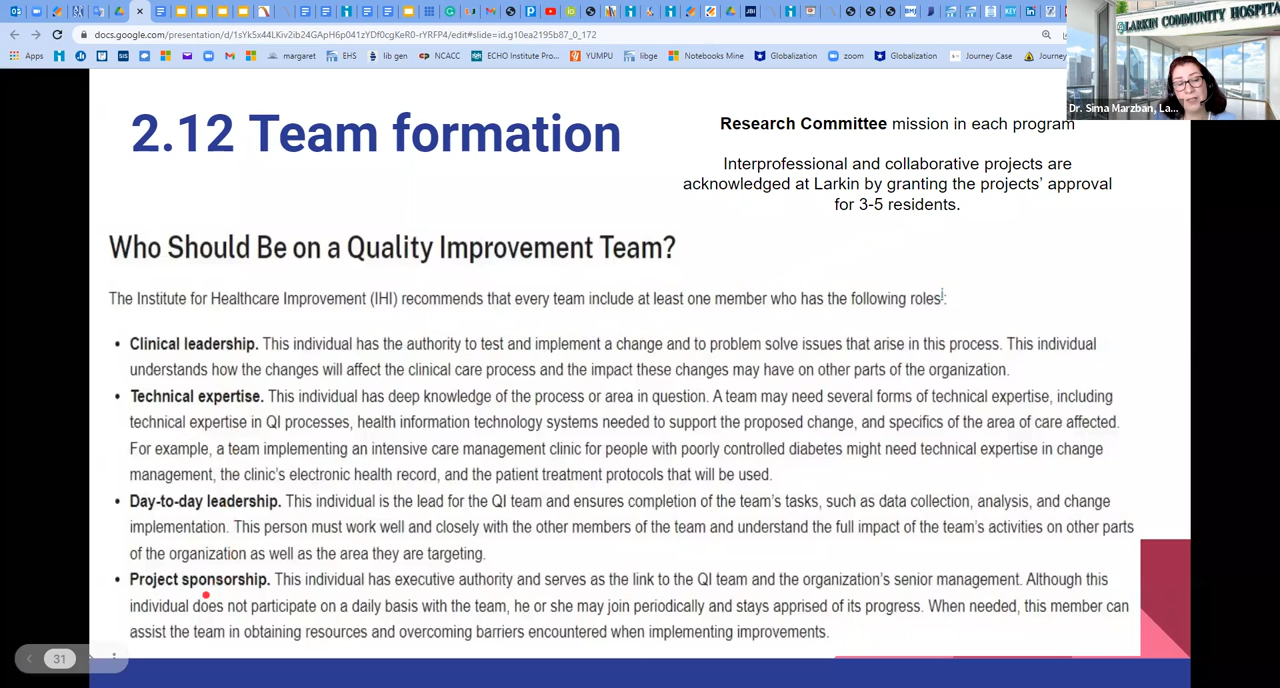 docs.google.com/presentation/d/1sYk5x44LKiv2ib24GApH6p041zYDf0cgKeR0-rWFFP4/edit#slide=id.g10ea2195b87_0_172
Apps
SIS
margaret
EHS
lib gen
NCACC
ECHO Institute Pro...
YUMPU
libge
Notebooks Mine
Globalization
zoom
Globalization
Journey Case
Journey
LARKIN COMMUNITY HOSPITA
Dr. Sima Marzban, La...
2.12 Team formation
Research Committee mission in each program
Interprofessional and collaborative projects are
acknowledged at Larkin by granting the projects' approval
for 3-5 residents.
Who Should Be on a Quality Improvement Team?
The Institute for Healthcare Improvement (IHI) recommends that every team include at least one member who has the following roles:
• Clinical leadership. This individual has the authority to test and implement a change and to problem solve issues that arise in this process. This individual
understands how the changes will affect the clinical care process and the impact these changes may have on other parts of the organization.
• Technical expertise. This individual has deep knowledge of the process or area in question. A team may need several forms of technical expertise, including
technical expertise in QI processes, health information technology systems needed to support the proposed change, and specifics of the area of care affected.
For example, a team implementing an intensive care management clinic for people with poorly controlled diabetes might need technical expertise in change
management, the clinic's electronic health record, and the patient treatment protocols that will be used.
• Day-to-day leadership. This individual is the lead for the QI team and ensures completion of the team's tasks, such as data collection, analysis, and change
implementation. This person must work well and closely with the other members of the team and understand the full impact of the team's activities on other parts
of the organization as well as the area they are targeting.
• Project sponsorship. This individual has executive authority and serves as the link to the QI team and the organization's senior management. Although this
individual does not participate on a daily basis with the team, he or she may join periodically and stays apprised of its progress. When needed, this member can
assist the team in obtaining resources and overcoming barriers encountered when implementing improvements.
31